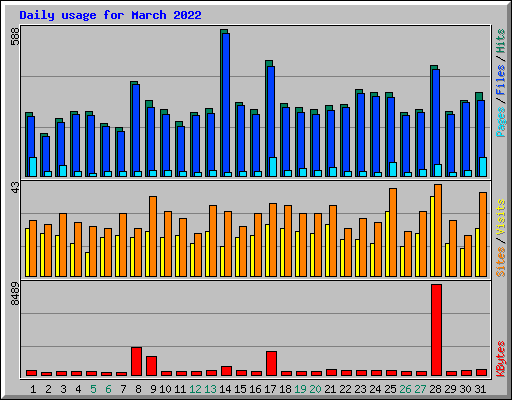 Daily usage for March 2022
588
Pages / Files / Hits
43
Sites / Visits
8489
KBytes
1 2 3 4 5 6 7 8 9 10 11 12 13 14 15 16 17 18 19 20 21 22 23 24 25 26 27 28 29 30 31